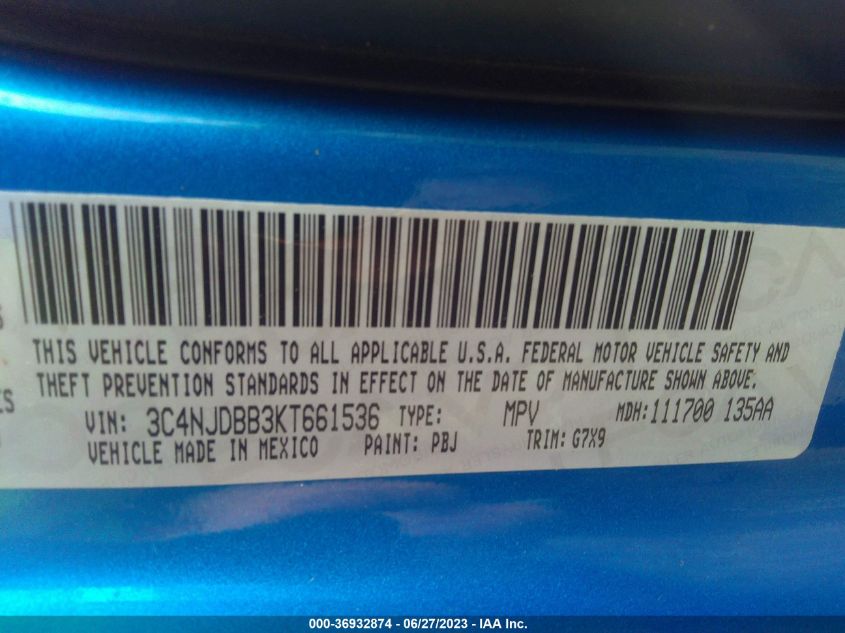 THIS VEHICLE CONFORMS TO ALL APPLICABLE U.S.A. FEDERAL MOTOR VEHICLE SAFETY AND
THEFT PREVENTION STANDARDS IN EFFECT ON THE DATE OF MANUFACTURE SHOWN ABOVE.
VIN: 3C4NJDBB3KT661536 TYPE: MPV MDH:111700 135AA
VEHICLE MADE IN MEXICO PAINT: PBJ TRIM: G7X9
000-36932874 - 06/27/2023 - IAA Inc.